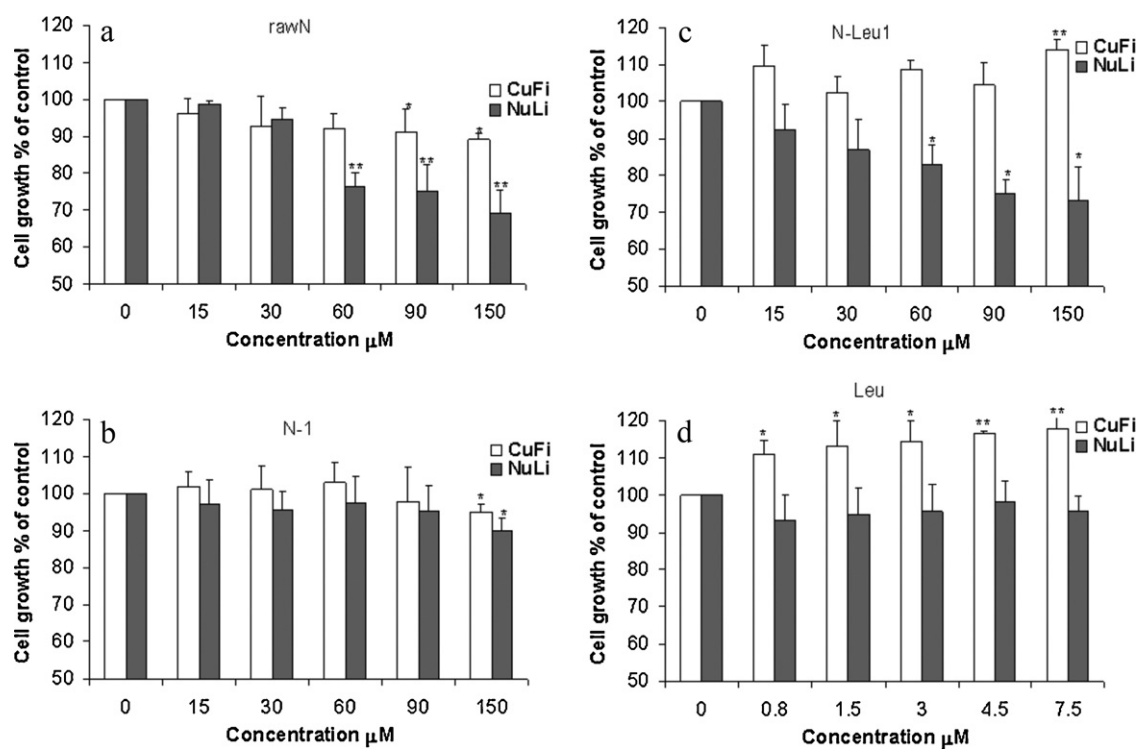 a
rawN
CuFi
NuLi
Cell growth % of control
120
110
100
90
80
70
60
50
* *
** ** **
0 15 30 60 90 150
Concentration μM
c
N-Leu1
CuFi
NuLi
Cell growth % of control
120
110
100
90
80
70
60
50
**
* * *
0 15 30 60 90 150
Concentration μM
b
N-1
CuFi
NuLi
Cell growth % of control
120
110
100
90
80
70
60
50
* *
0 15 30 60 90 150
Concentration μM
d
Leu
CuFi
NuLi
Cell growth % of control
120
110
100
90
80
70
60
50
* * * ** **
0 0.8 1.5 3 4.5 7.5
Concentration μM